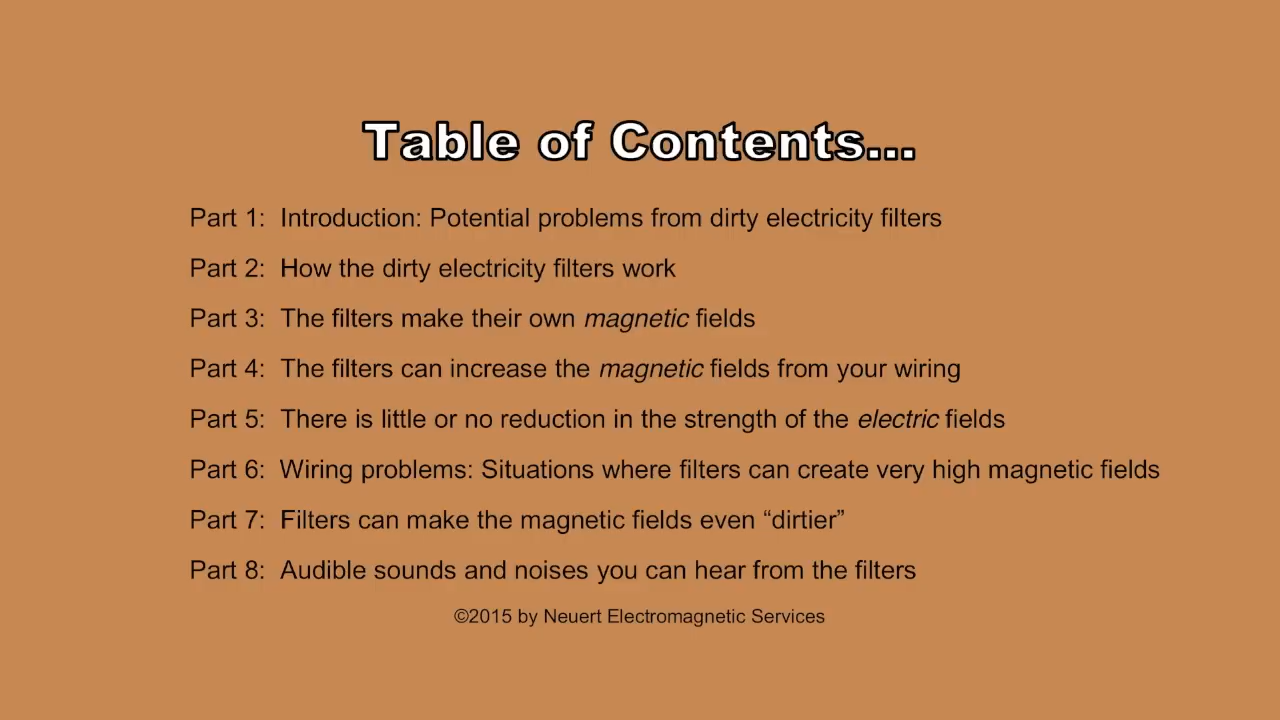 Table of Contents...
Part 1: Introduction: Potential problems from dirty electricity filters
Part 2: How the dirty electricity filters work
Part 3: The filters make their own magnetic fields
Part 4: The filters can increase the magnetic fields from your wiring
Part 5: There is little or no reduction in the strength of the electric fields
Part 6: Wiring problems: Situations where filters can create very high magnetic fields
Part 7: Filters can make the magnetic fields even “dirtier”
Part 8: Audible sounds and noises you can hear from the filters
©2015 by Neuert Electromagnetic Services